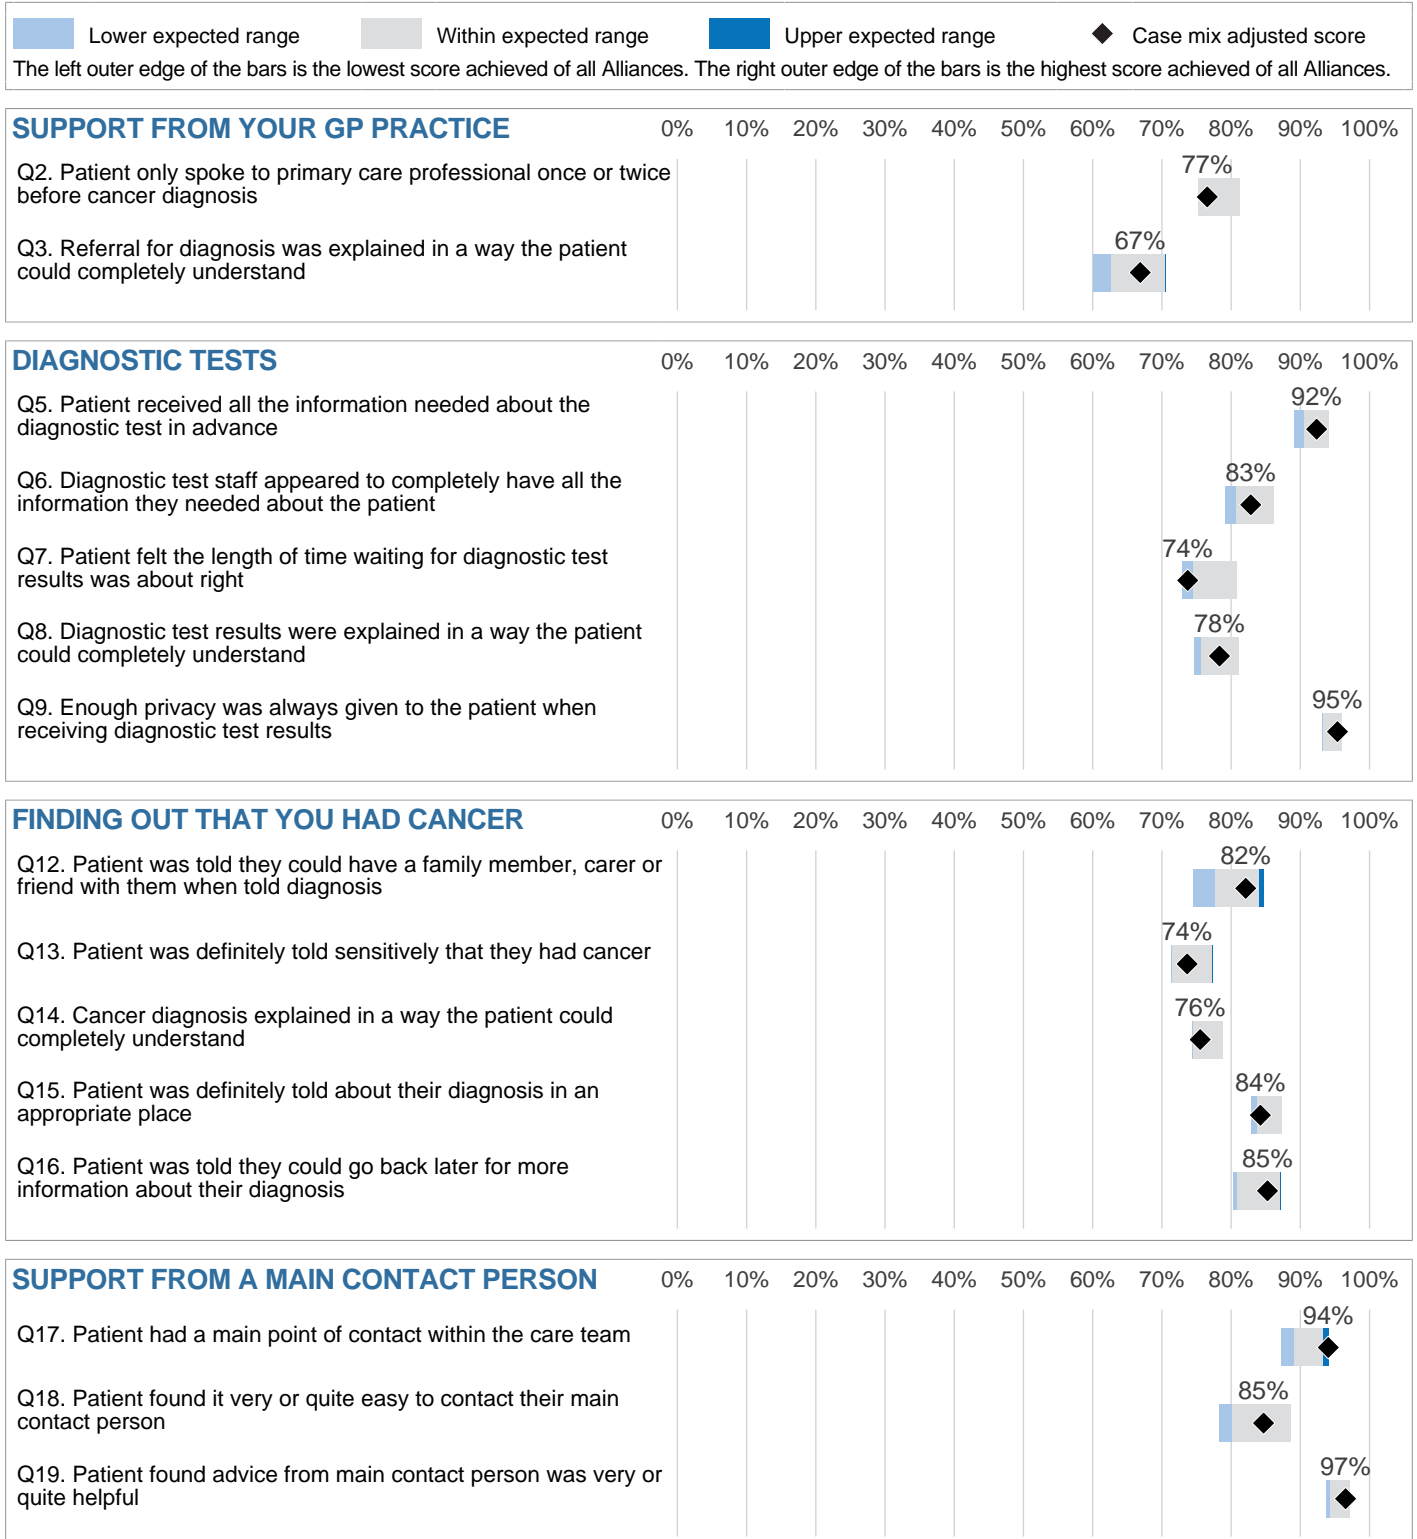 Lower expected range Within expected range Upper expected range Case mix adjusted score
The left outer edge of the bars is the lowest score achieved of all Alliances. The right outer edge of the bars is the highest score achieved of all Alliances.
SUPPORT FROM YOUR GP PRACTICE 0% 10% 20% 30% 40% 50% 60% 70% 80% 90% 100%
77%
Q2. Patient only spoke to primary care professional once or twice
before cancer diagnosis
67%
Q3. Referral for diagnosis was explained in a way the patient
could completely understand
DIAGNOSTIC TESTS 0% 10% 20% 30% 40% 50% 60% 70% 80% 90% 100%
92%
Q5. Patient received all the information needed about the
diagnostic test in advance
83%
Q6. Diagnostic test staff appeared to completely have all the
information they needed about the patient
74%
Q7. Patient felt the length of time waiting for diagnostic test
results was about right
78%
Q8. Diagnostic test results were explained in a way the patient
could completely understand
95%
Q9. Enough privacy was always given to the patient when
receiving diagnostic test results
FINDING OUT THAT YOU HAD CANCER 0% 10% 20% 30% 40% 50% 60% 70% 80% 90% 100%
82%
Q12. Patient was told they could have a family member, carer or
friend with them when told diagnosis
74%
Q13. Patient was definitely told sensitively that they had cancer
76%
Q14. Cancer diagnosis explained in a way the patient could
completely understand
84%
Q15. Patient was definitely told about their diagnosis in an
appropriate place
85%
Q16. Patient was told they could go back later for more
information about their diagnosis
SUPPORT FROM A MAIN CONTACT PERSON 0% 10% 20% 30% 40% 50% 60% 70% 80% 90% 100%
94%
Q17. Patient had a main point of contact within the care team
85%
Q18. Patient found it very or quite easy to contact their main
contact person
97%
Q19. Patient found advice from main contact person was very or
quite helpful